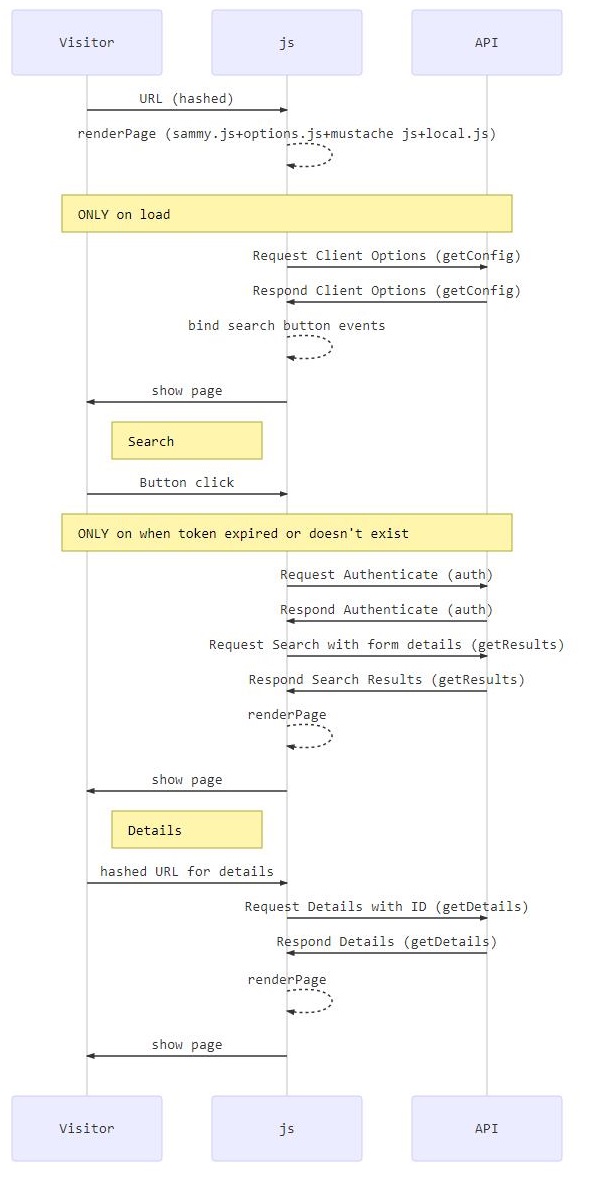 Visitor js API
URL (hashed)
renderPage (sammy.js+options.js+mustache js+local.js)
ONLY on load
Request Client Options (getConfig)
Respond Client Options (getConfig)
bind search button events
show page
Search
Button click
ONLY on when token expired or doesn't exist
Request Authenticate (auth)
Respond Authenticate (auth)
Request Search with form details (getResults)
Respond Search Results (getResults)
renderPage
show page
Details
hashed URL for details
Request Details with ID (getDetails)
Respond Details (getDetails)
renderPage
show page
Visitor js API